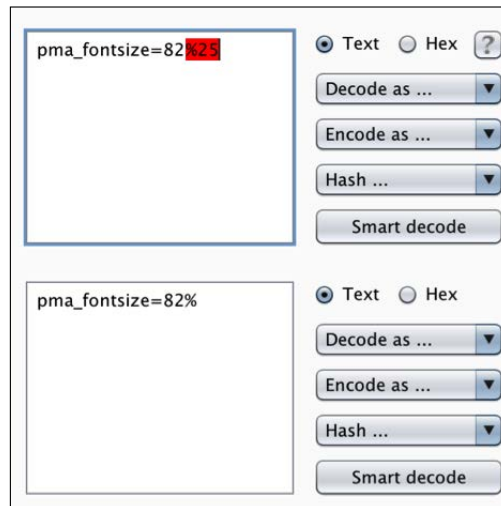 pma_fontsize=82%25
Text Hex ?
Decode as ...
Encode as ...
Hash ...
Smart decode
pma_fontsize=82%
Text Hex
Decode as ...
Encode as ...
Hash ...
Smart decode